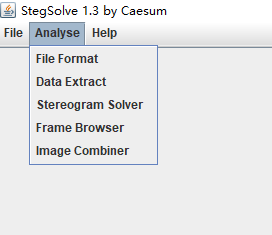 StegSolve 1.3 by Caesum
File Analyse Help
File Format
Data Extract
Stereogram Solver
Frame Browser
Image Combiner